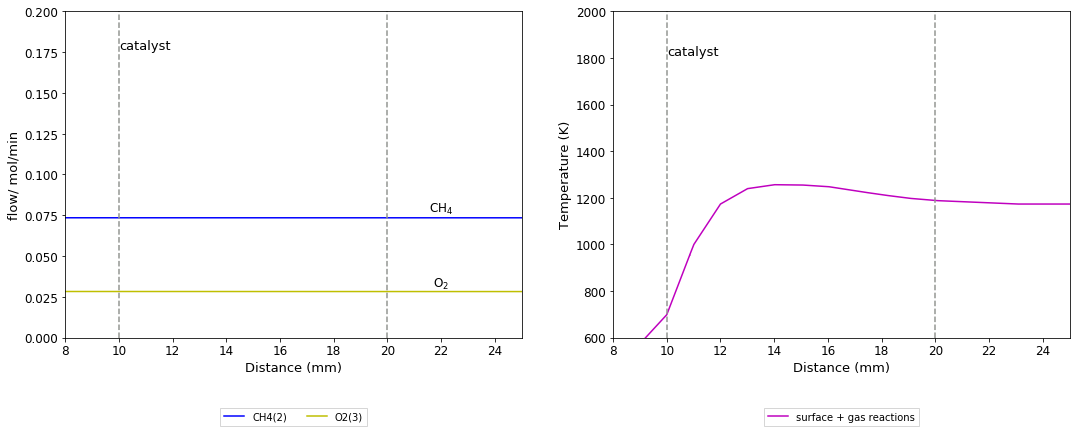 0.200
0.175
0.150
0.125
0.100
0.075
0.050
0.025
0.000
flow/ mol/min
catalyst
CH₄
O₂
8 10 12 14 16 18 20 22 24
Distance (mm)
CH4(2) O2(3)
2000
1800
1600
1400
1200
1000
800
600
Temperature (K)
catalyst
8 10 12 14 16 18 20 22 24
Distance (mm)
surface + gas reactions